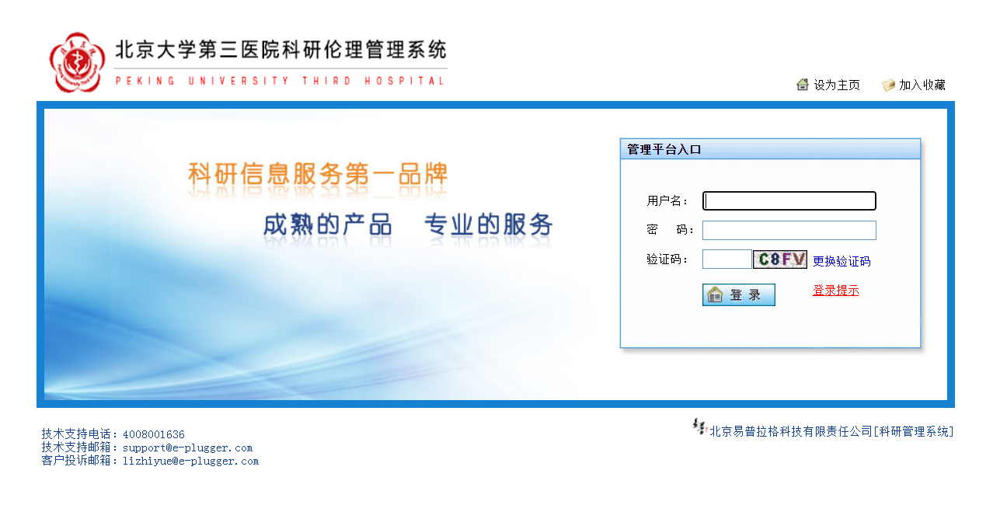 北京大学第三医院科研伦理管理系统
PEKING UNIVERSITY THIRD HOSPITAL
设为主页 加入收藏
科研信息服务第一品牌
成熟的产品 专业的服务
管理平台入口
用户名：
密 码：
验证码： C8FV 更换验证码
登 录 登录提示
技术支持电话：4008001636
技术支持邮箱：support@e-plugger.com
客户投诉邮箱：lizhiyue@e-plugger.com
北京易普拉格科技有限责任公司[科研管理系统]